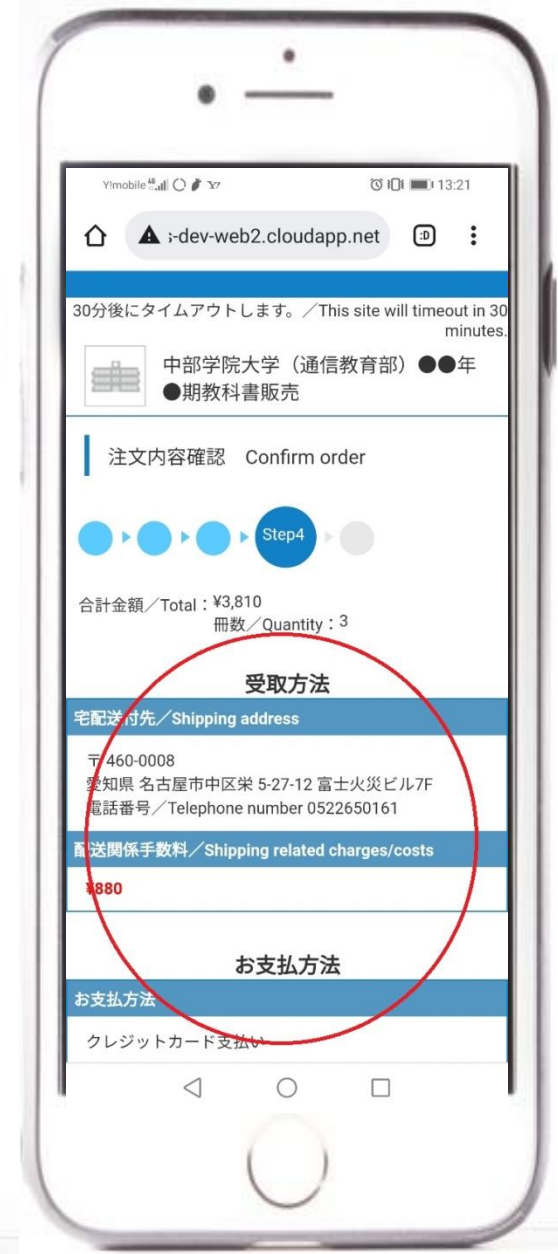 Y!mobile 13:21
s-dev-web2.cloudapp.net :D
30分後にタイムアウトします。／This site will timeout in 30
minutes.
中部学院大学（通信教育部）●●年
●期教科書販売
注文内容確認 Confirm order
Step4
合計金額／Total：¥3,810
冊数／Quantity：3
受取方法
宅配送付先／Shipping address
〒460-0008
愛知県 名古屋市中区栄 5-27-12 富士火災ビル7F
電話番号／Telephone number 0522650161
配送関係手数料／Shipping related charges/costs
¥880
お支払方法
お支払方法
クレジットカード支払い